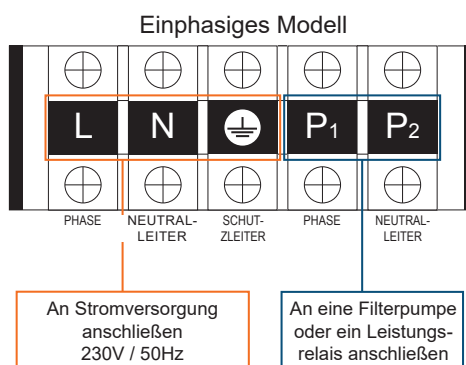 Einphasiges Modell
L N P1 P2
PHASE NEUTRAL- SCHUT- PHASE NEUTRAL-
LEITER ZLEITER LEITER
An Stromversorgung
anschließen
230V / 50Hz
An eine Filterpumpe
oder ein Leistungs-
relais anschließen